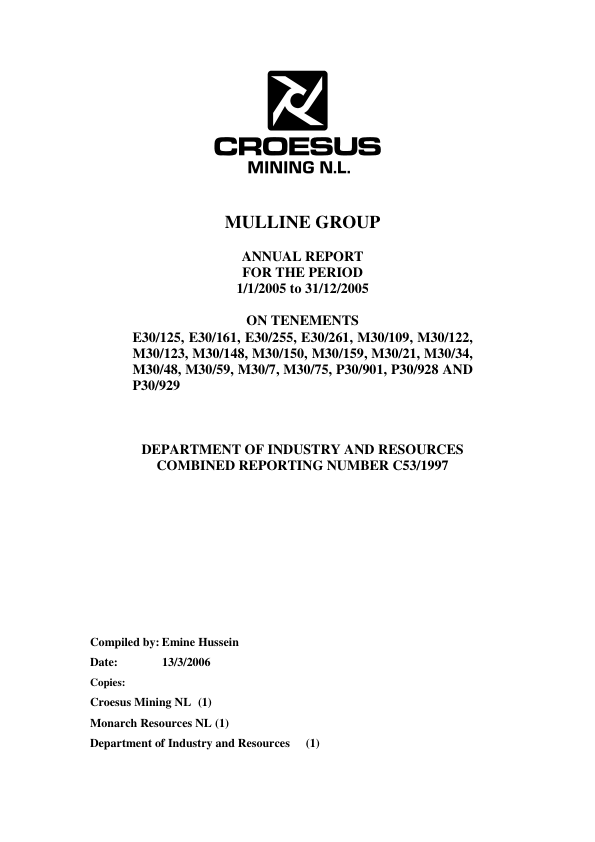 CROESUS
MINING N.L.
MULLINE GROUP
ANNUAL REPORT
FOR THE PERIOD
1/1/2005 to 31/12/2005
ON TENEMENTS
E30/125, E30/161, E30/255, E30/261, M30/109, M30/122,
M30/123, M30/148, M30/150, M30/159, M30/21, M30/34,
M30/48, M30/59, M30/7, M30/75, P30/901, P30/928 AND
P30/929
DEPARTMENT OF INDUSTRY AND RESOURCES
COMBINED REPORTING NUMBER C53/1997
Compiled by: Emine Hussein
Date: 13/3/2006
Copies:
Croesus Mining NL (1)
Monarch Resources NL (1)
Department of Industry and Resources (1)